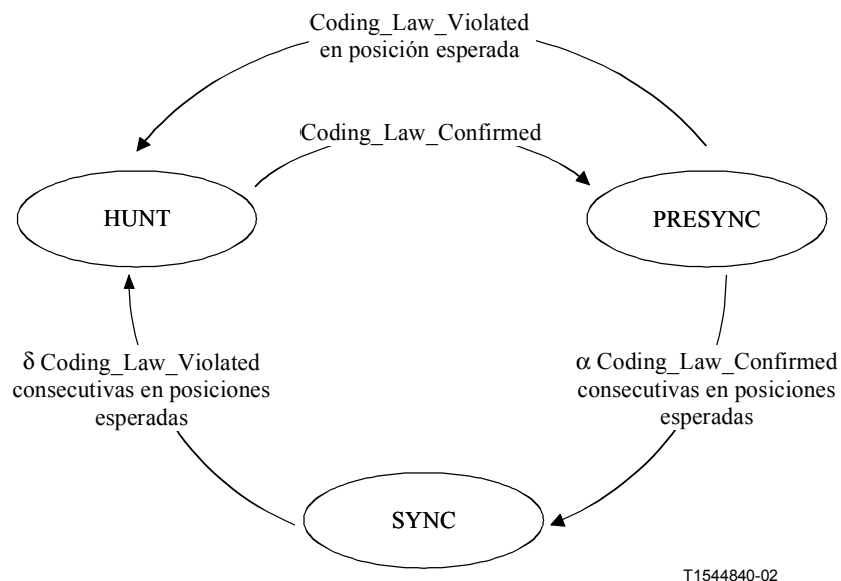 Coding_Law_Violated
en posición esperada
Coding_Law_Confirmed
HUNT
PRESYNC
δ Coding_Law_Violated
consecutivas en posiciones
esperadas
α Coding_Law_Confirmed
consecutivas en posiciones
esperadas
SYNC
T1544840-02